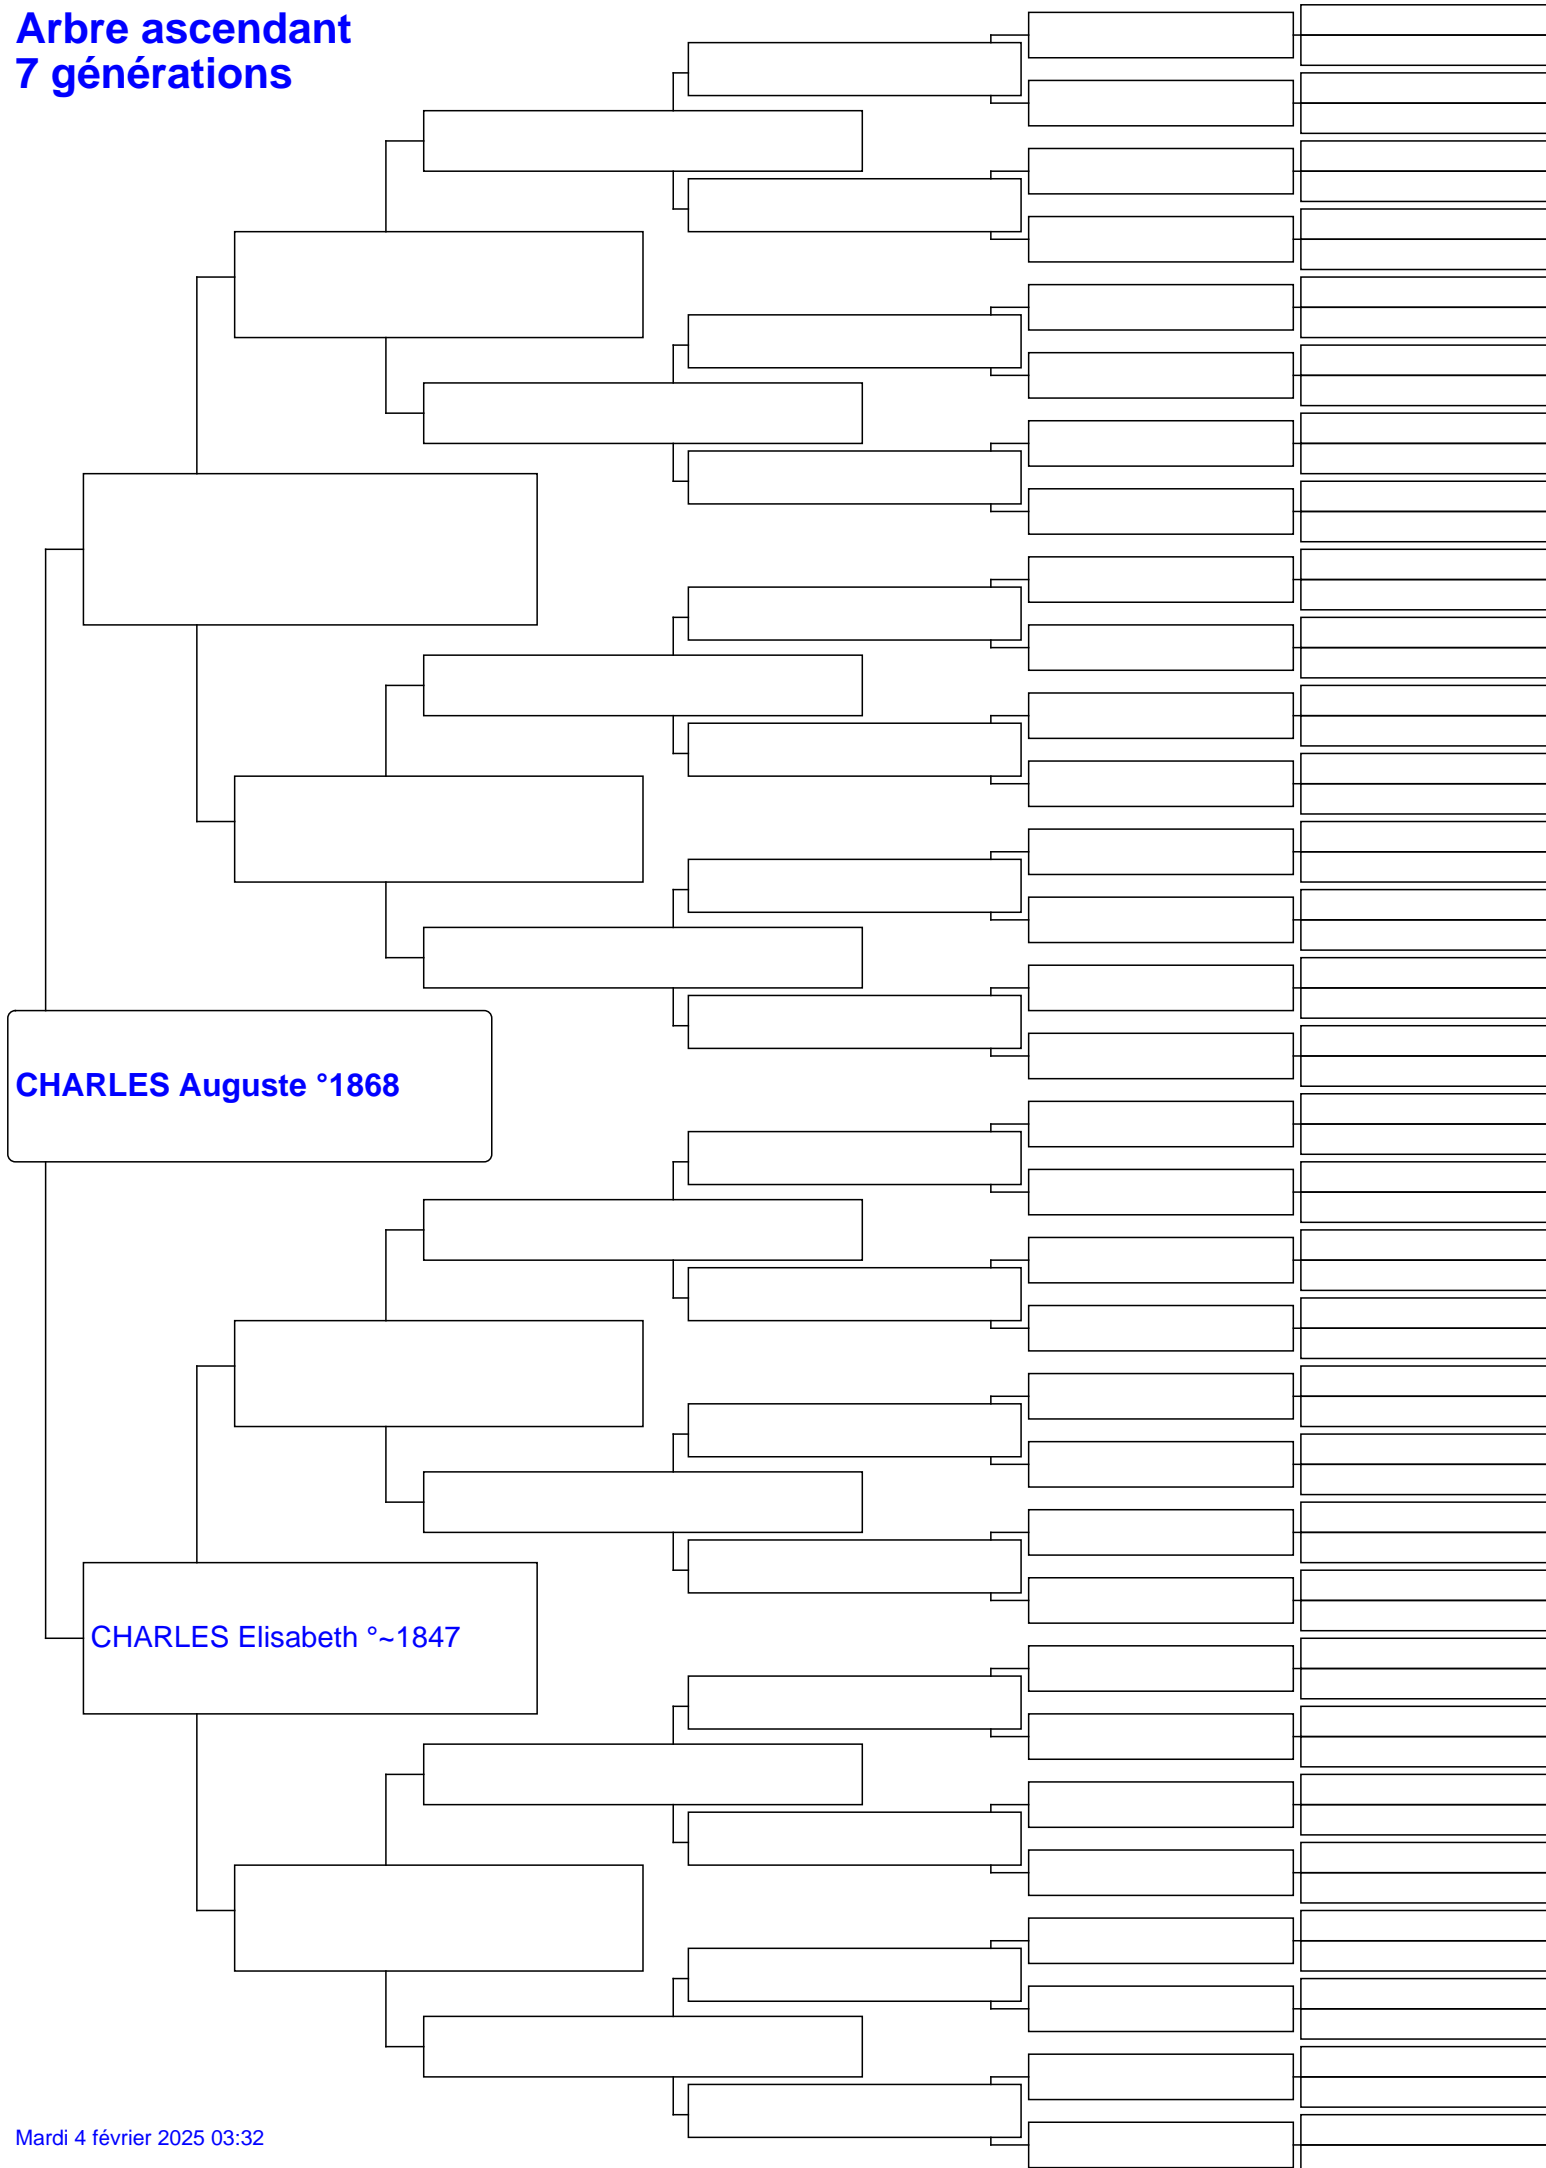 Arbre ascendant
7 générations
CHARLES Auguste °1868
CHARLES Elisabeth °~1847
Mardi 4 février 2025 03:32